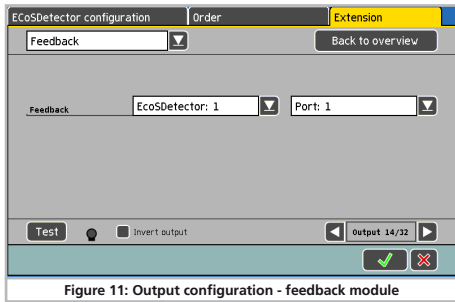 ECoSDetector configuration Order Extension
Feedback Back to overview
Feedback EcoSDetector: 1 Port: 1
Test Invert output Output 14/32
Figure 11: Output configuration - feedback module